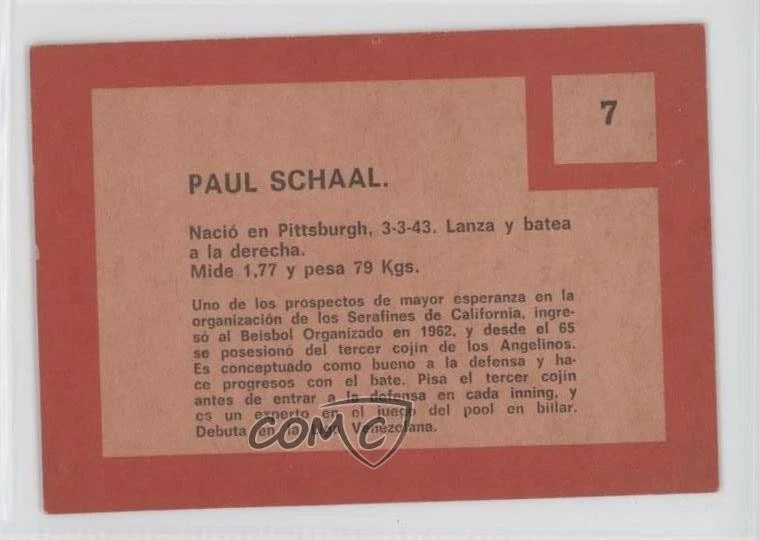 7
PAUL SCHAAL.
Nació en Pittsburgh, 3-3-43. Lanza y batea
a la derecha.
Mide 1,77 y pesa 79 Kgs.
Uno de los prospectos de mayor esperanza en la
organización de los Serafines de California, ingre-
só al Beisbol Organizado en 1962, y desde el 65
se posesionó del tercer cojín de los Angelinos.
Es conceptuado como bueno a la defensa y ha-
ce progresos con el bate. Pisa el tercer cojín
antes de entrar a la defensa en cada inning, y
es un experto en el juego del pool en billar.
Debuta en la Liga Venezolana.
COMC